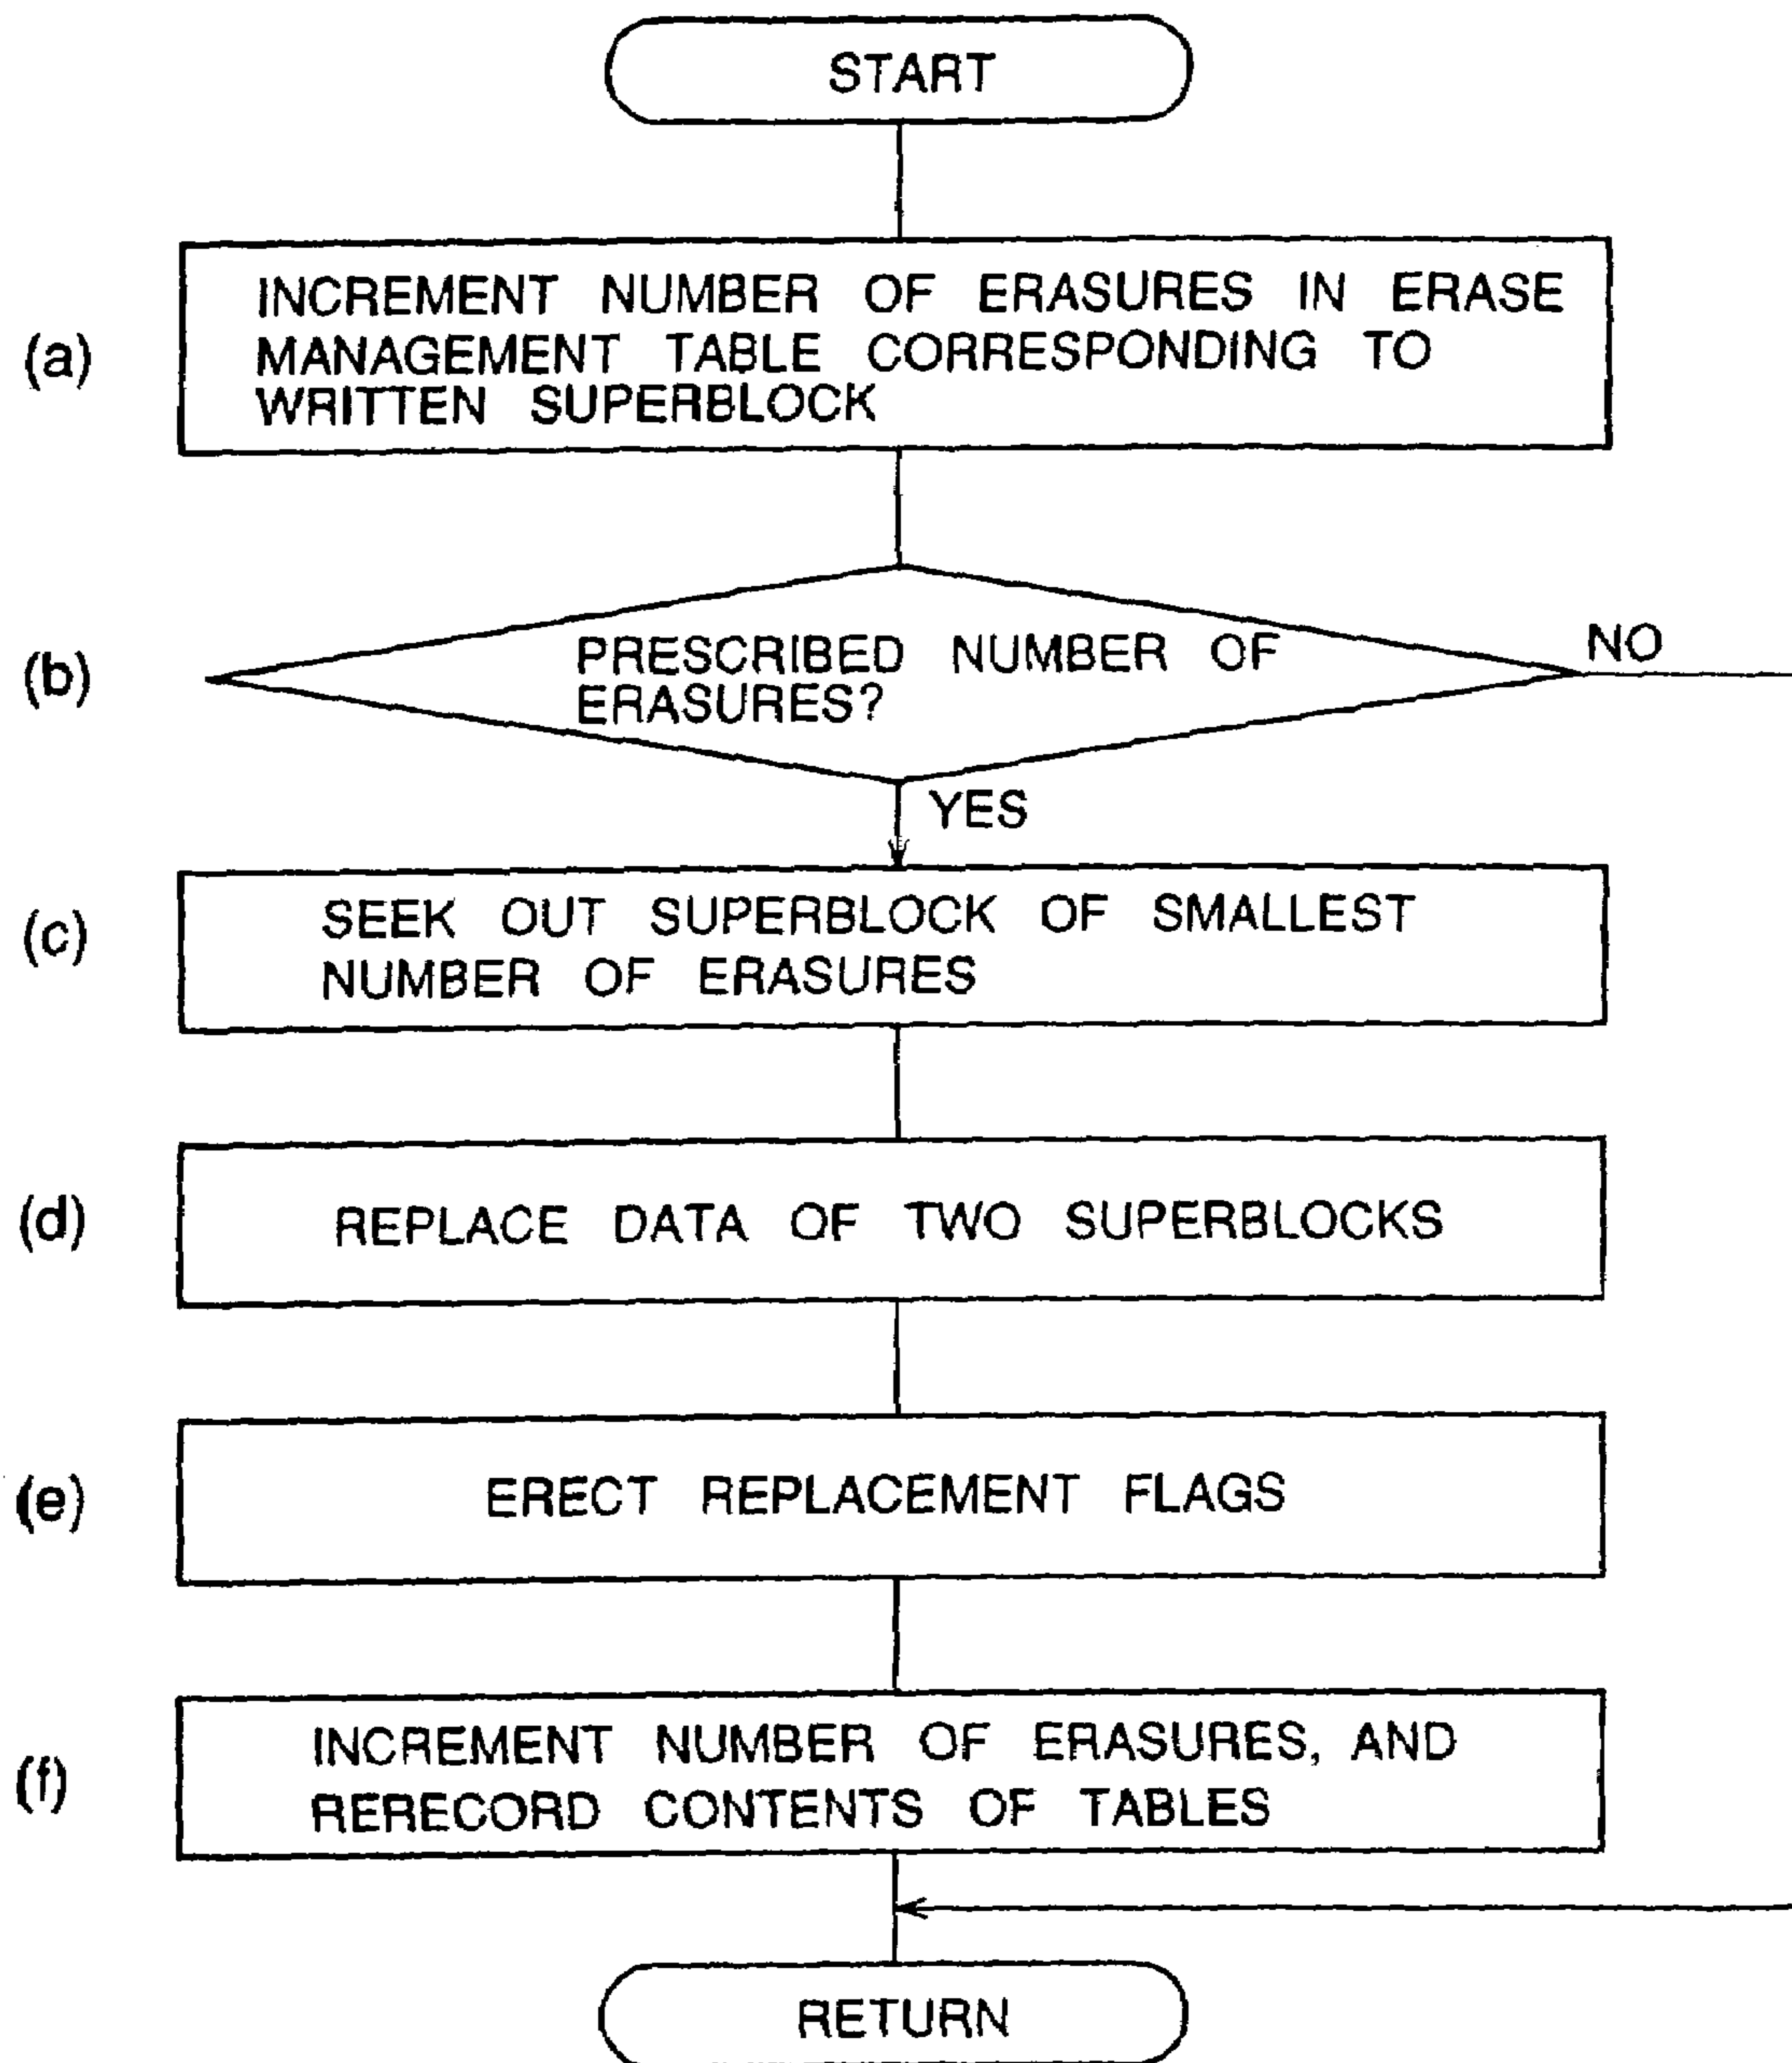 START
(a)
INCREMENT NUMBER OF ERASURES IN ERASE
MANAGEMENT TABLE CORRESPONDING TO
WRITTEN SUPERBLOCK
(b)
PRESCRIBED NUMBER OF
ERASURES?
NO
YES
(c)
SEEK OUT SUPERBLOCK OF SMALLEST
NUMBER OF ERASURES
(d)
REPLACE DATA OF TWO SUPERBLOCKS
(e)
ERECT REPLACEMENT FLAGS
(f)
INCREMENT NUMBER OF ERASURES, AND
RERECORD CONTENTS OF TABLES
RETURN